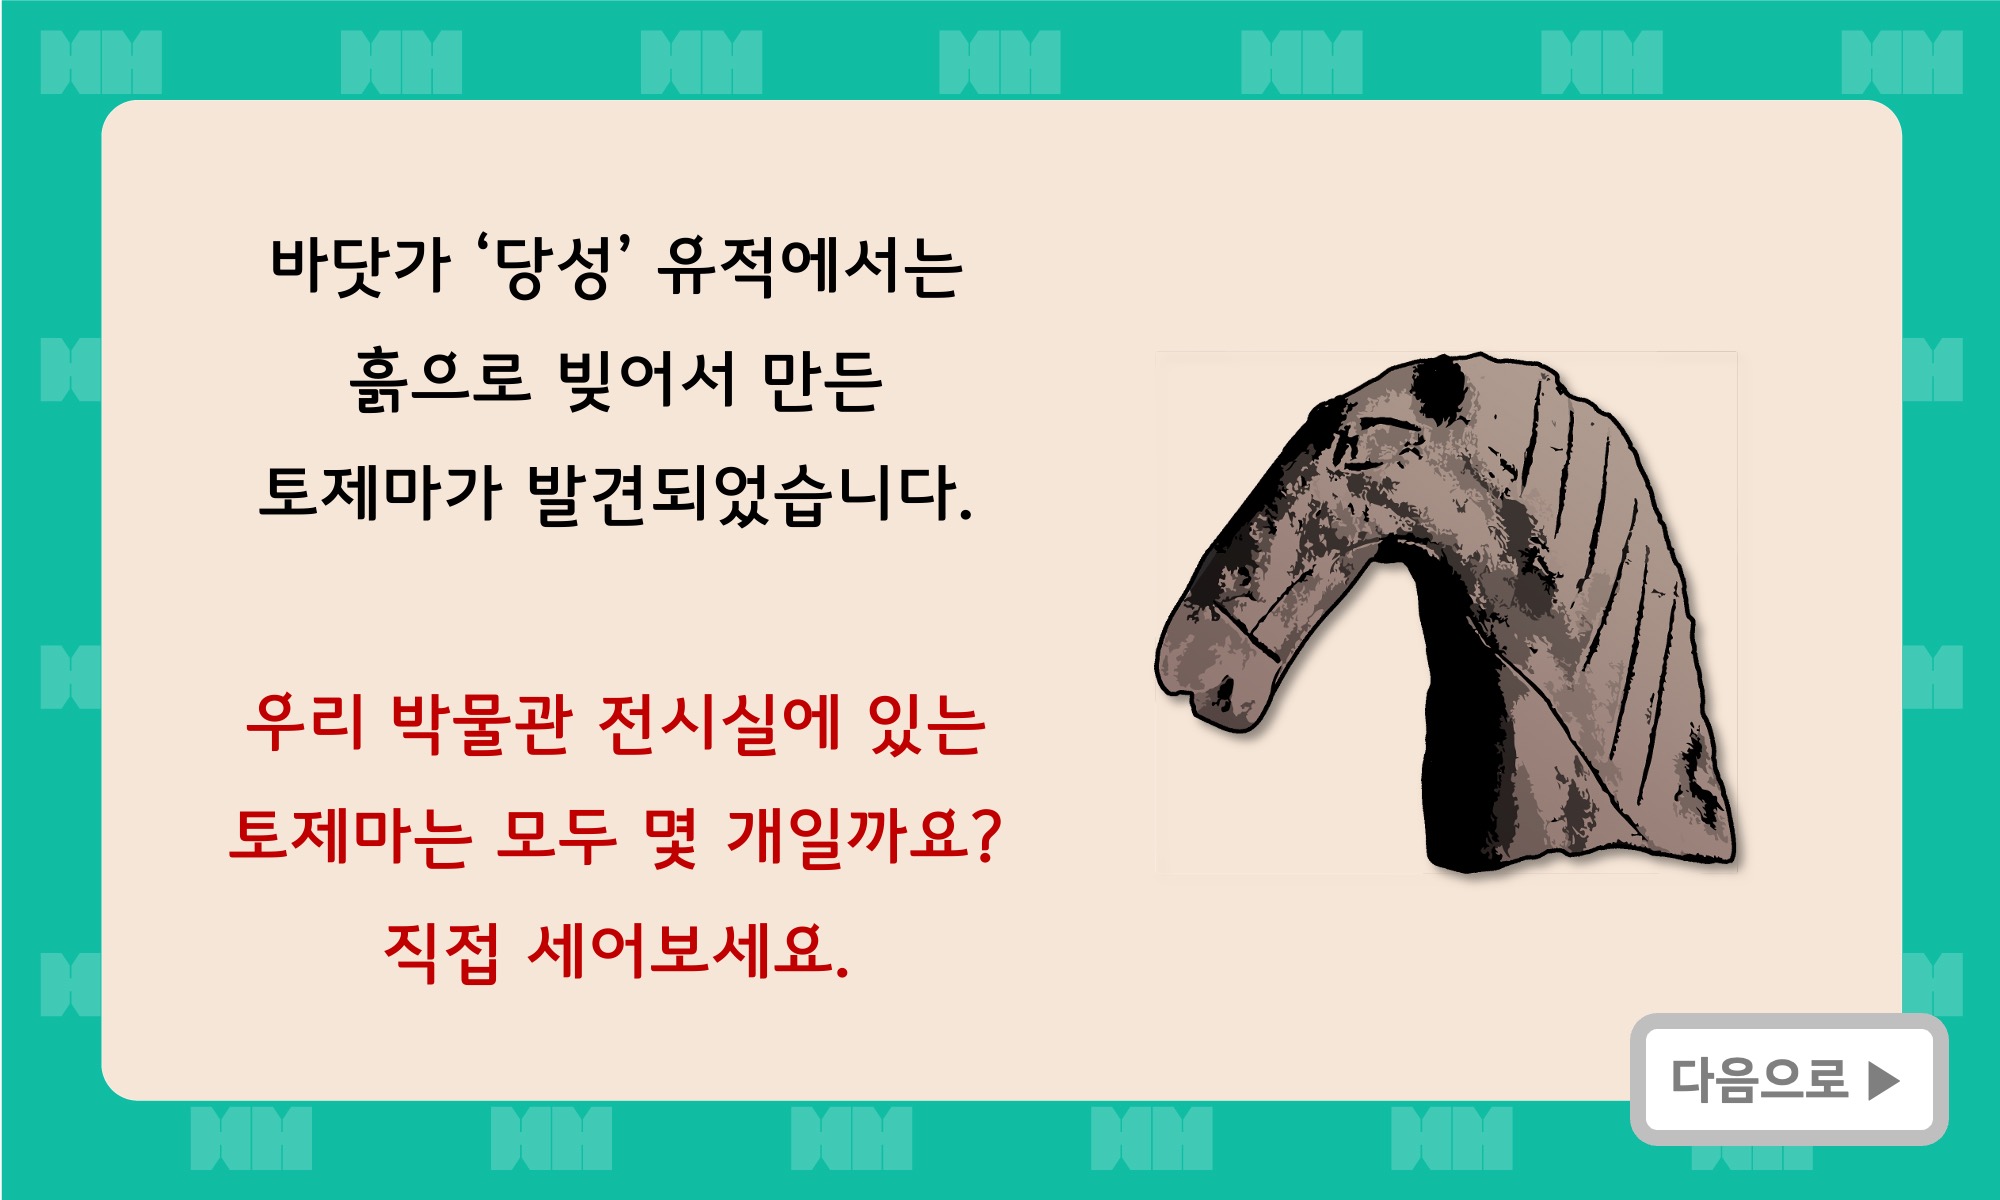 바닷가 ‘당성’ 유적에서는
흙으로 빚어서 만든
토제마가 발견되었습니다.
우리 박물관 전시실에 있는
토제마는 모두 몇 개일까요?
직접 세어보세요.
다음으로 ▶